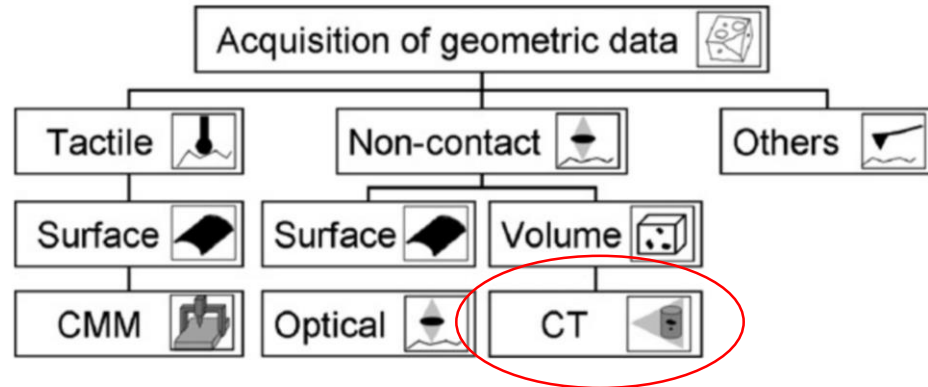 Acquisition of geometric data
Tactile
Non-contact
Others
Surface
Surface
Volume
CMM
Optical
CT